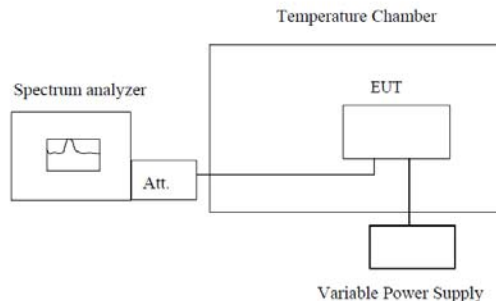 Temperature Chamber
Spectrum analyzer
EUT
Att.
Variable Power Supply